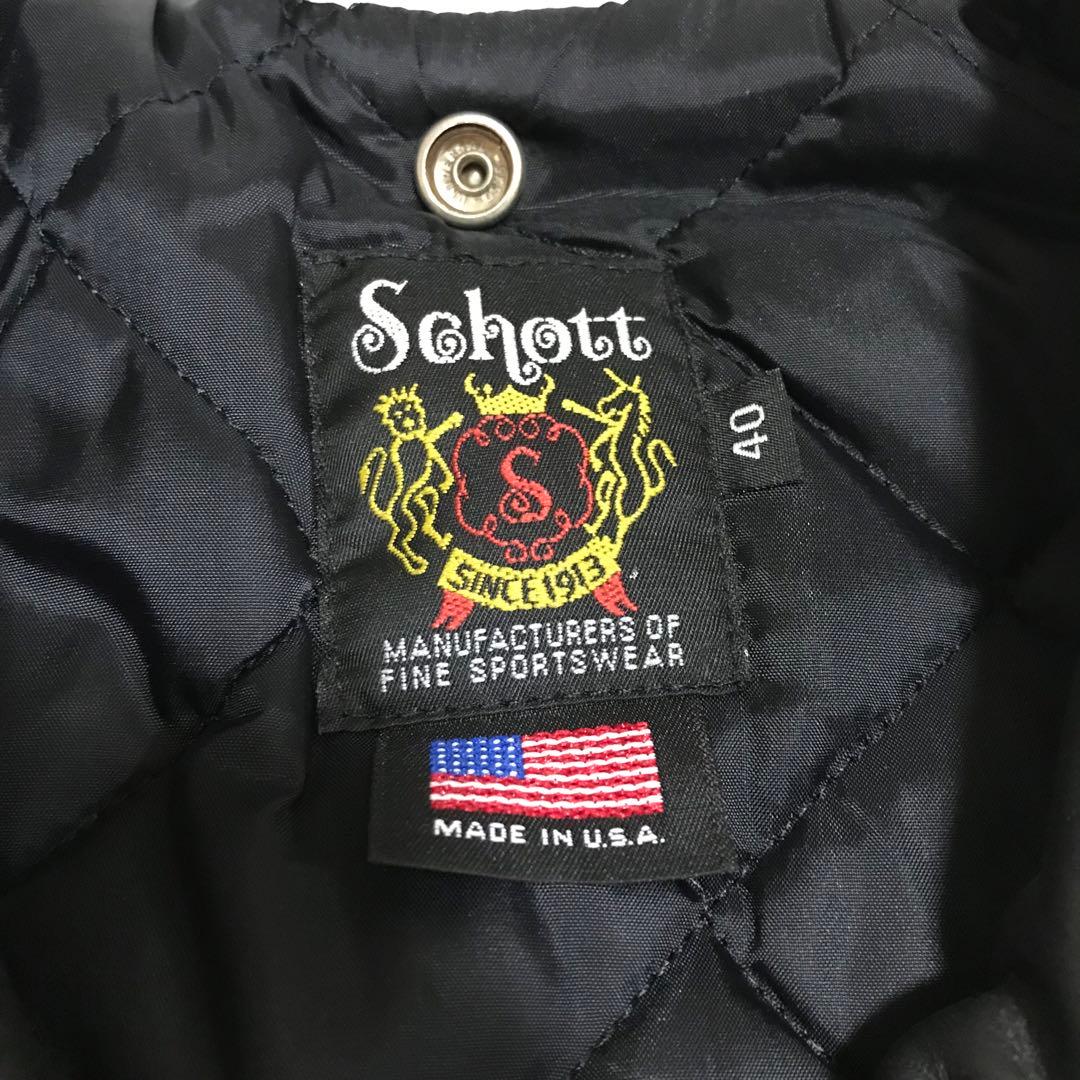 Schott
S
SINCE 1913
MANUFACTURERS OF
FINE SPORTSWEAR
40
MADE IN U.S.A.